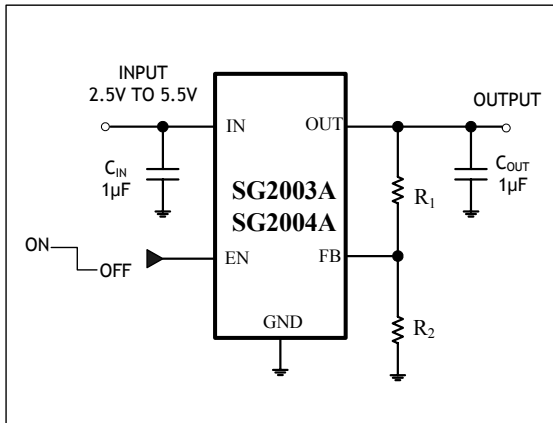 INPUT
2.5V TO 5.5V
OUTPUT
IN
OUT
CIN
1µF
COUT
1µF
SG2003A
SG2004A
R1
ON
OFF
EN
FB
GND
R2